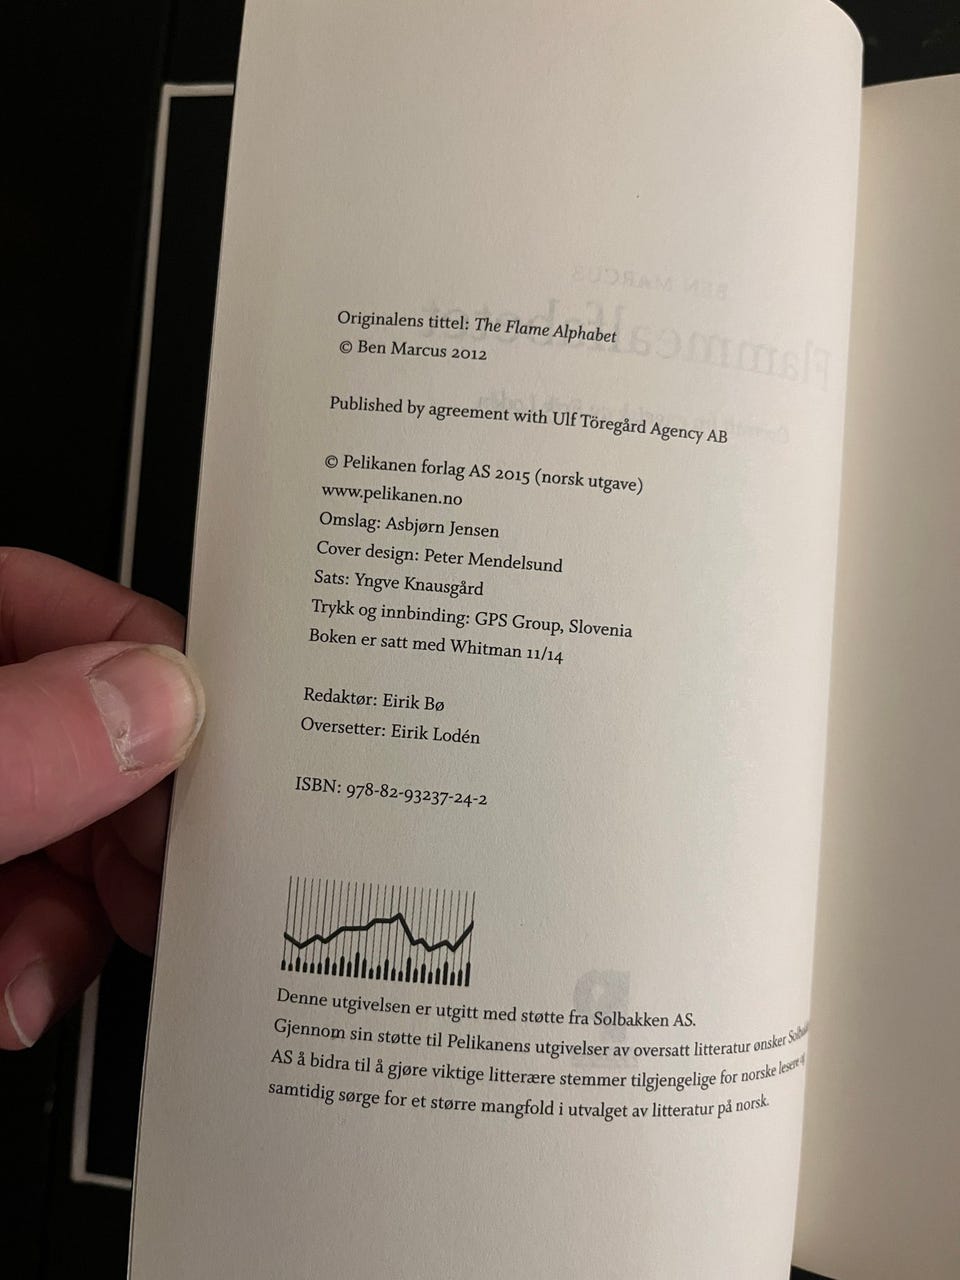 Originalens tittel: The Flame Alphabet
© Ben Marcus 2012
Published by agreement with Ulf Töregård Agency AB
© Pelikanen forlag AS 2015 (norsk utgave)
www.pelikanen.no
Omslag: Asbjørn Jensen
Cover design: Peter Mendelsund
Sats: Yngve Knausgård
Trykk og innbinding: GPS Group, Slovenia
Boken er satt med Whitman 11/14
Redaktør: Eirik Bø
Oversetter: Eirik Lodén
ISBN: 978-82-93237-24-2
Denne utgivelsen er utgitt med støtte fra Solbakken AS.
Gjennom sin støtte til Pelikanens utgivelser av oversatt litteratur ønsker
AS å bidra til å gjøre viktige litterære stemmer tilgjengelige for norske lesere
samtidig sørge for et større mangfold i utvalget av litteratur på norsk.